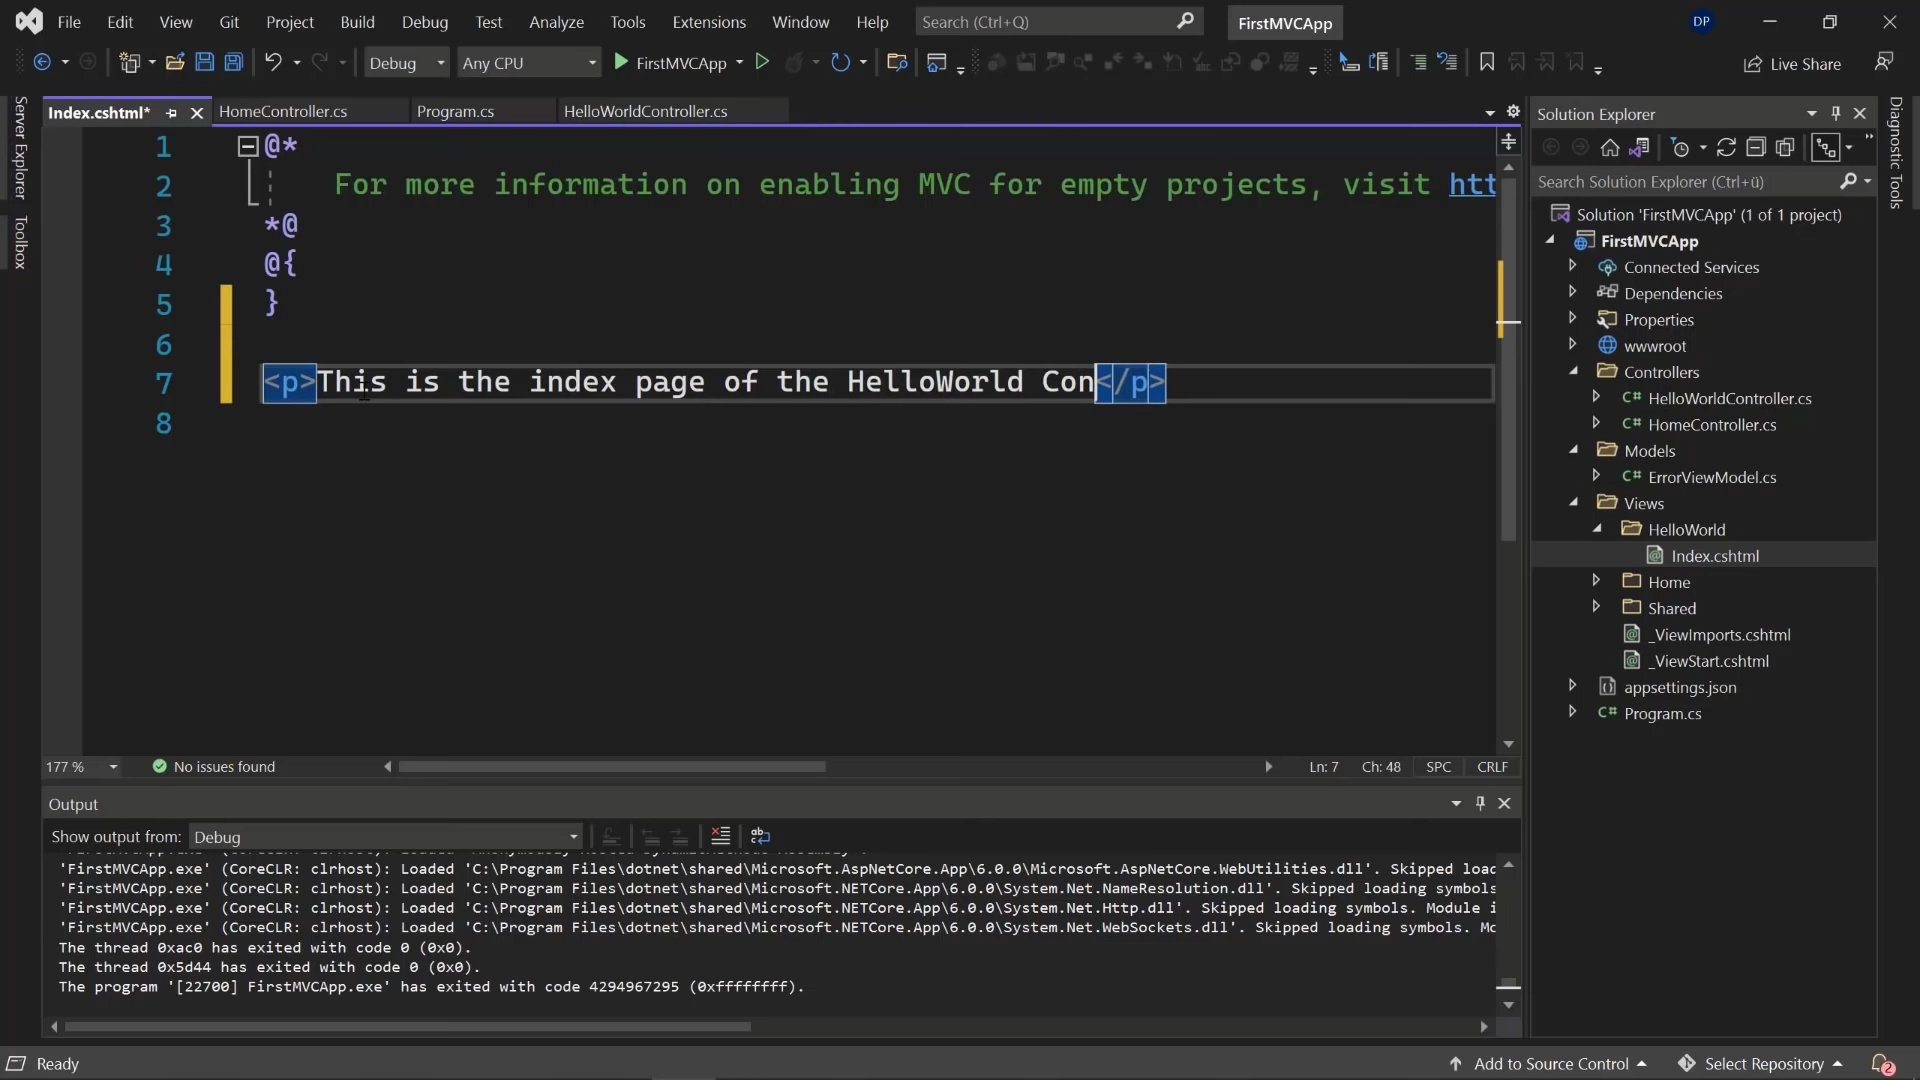 File Edit View Git Project Build Debug Test Analyze Tools Extensions Window Help Search (Ctrl+Q) FirstMVCApp DP
Debug Any CPU FirstMVCApp Live Share
Server Explorer
Toolbox
Index.cshtml* HomeController.cs Program.cs HelloWorldController.cs
1 @*
2 For more information on enabling MVC for empty projects, visit htt
3 *@
4 @{
5 }
6
7 <p>This is the index page of the HelloWorld Con</p>
8
177 % No issues found Ln: 7 Ch: 48 SPC CRLF
Output
Show output from: Debug
'FirstMVCApp.exe' (CoreCLR: clrhost): Loaded 'C:\Program Files\dotnet\shared\Microsoft.AspNetCore.App\6.0.0\Microsoft.AspNetCore.WebUtilities.dll'. Skipped load
'FirstMVCApp.exe' (CoreCLR: clrhost): Loaded 'C:\Program Files\dotnet\shared\Microsoft.NETCore.App\6.0.0\System.Net.NameResolution.dll'. Skipped loading symbols
'FirstMVCApp.exe' (CoreCLR: clrhost): Loaded 'C:\Program Files\dotnet\shared\Microsoft.NETCore.App\6.0.0\System.Net.Http.dll'. Skipped loading symbols. Module i
'FirstMVCApp.exe' (CoreCLR: clrhost): Loaded 'C:\Program Files\dotnet\shared\Microsoft.NETCore.App\6.0.0\System.Net.WebSockets.dll'. Skipped loading symbols. Mo
The thread 0xac0 has exited with code 0 (0x0).
The thread 0x5d44 has exited with code 0 (0x0).
The program '[22700] FirstMVCApp.exe' has exited with code 4294967295 (0xffffffff).
Solution Explorer
Search Solution Explorer (Ctrl+ü)
Solution 'FirstMVCApp' (1 of 1 project)
FirstMVCApp
Connected Services
Dependencies
Properties
wwwroot
Controllers
C# HelloWorldController.cs
C# HomeController.cs
Models
C# ErrorViewModel.cs
Views
HelloWorld
Index.cshtml
Home
Shared
_ViewImports.cshtml
_ViewStart.cshtml
appsettings.json
C# Program.cs
Diagnostic Tools
Ready Add to Source Control Select Repository 2